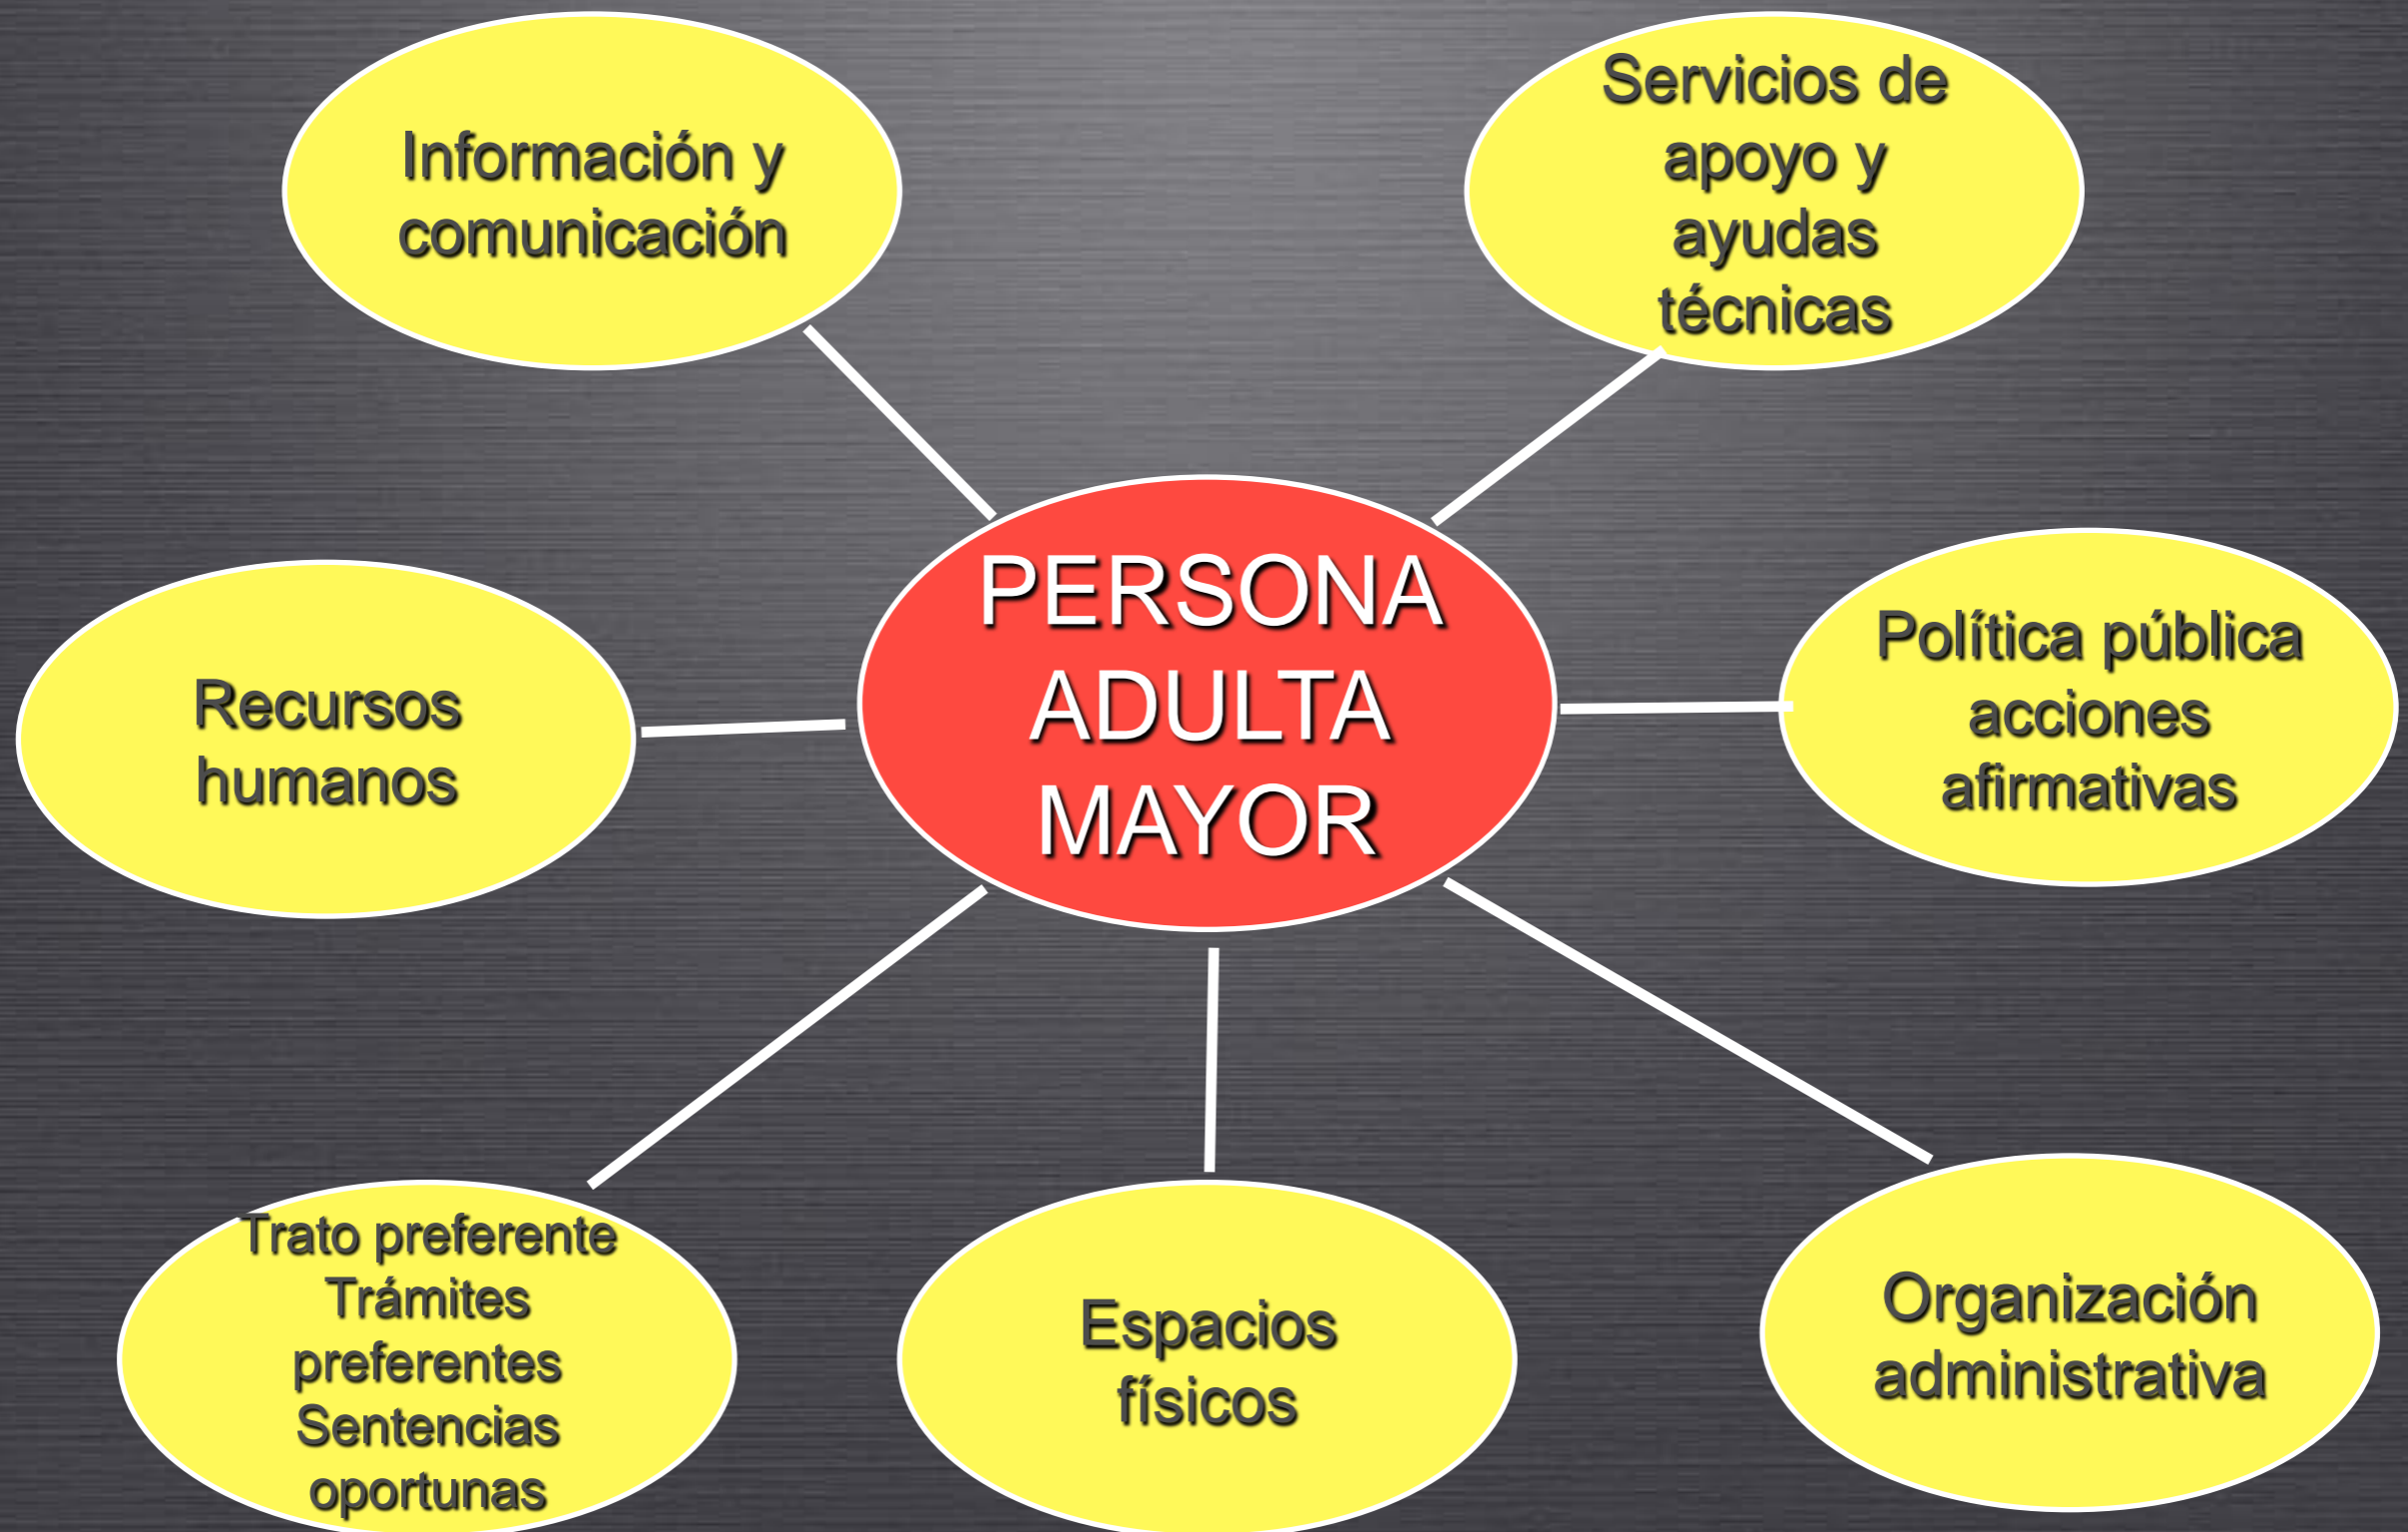 Información y
comunicación
Servicios de
apoyo y
ayudas
técnicas
PERSONA
ADULTA
MAYOR
Recursos
humanos
Política pública
acciones
afirmativas
Trato preferente
Trámites
preferentes
Sentencias
oportunas
Espacios
físicos
Organización
administrativa